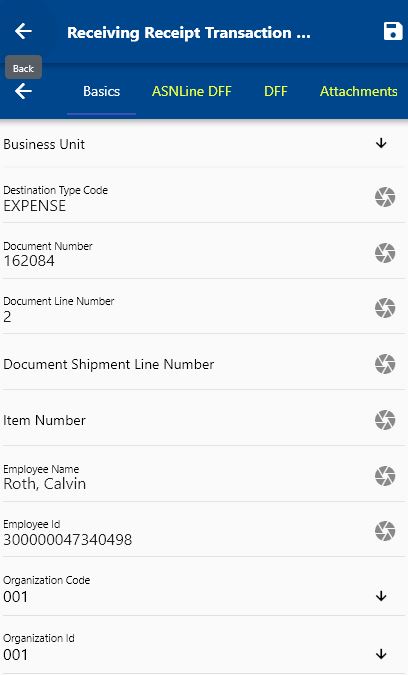 Receiving Receipt Transaction ...
Back
Basics ASNLine DFF DFF Attachments
Business Unit
Destination Type Code
EXPENSE
Document Number
162084
Document Line Number
2
Document Shipment Line Number
Item Number
Employee Name
Roth, Calvin
Employee Id
300000047340498
Organization Code
001
Organization Id
001